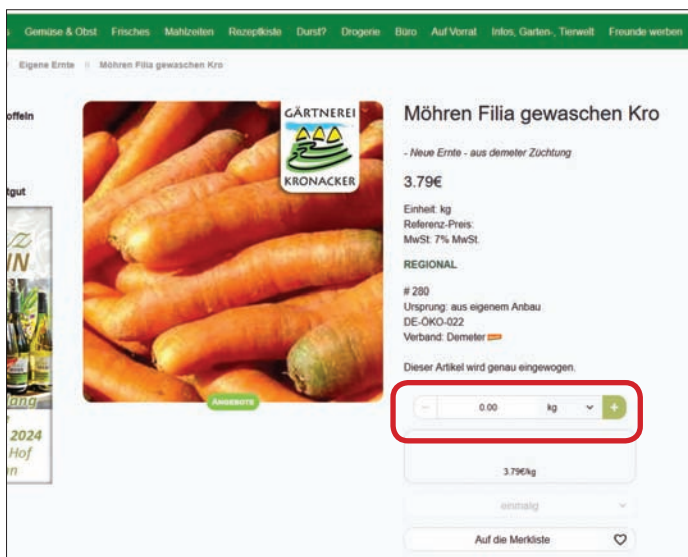 Gemüse & Obst Frisches Mahlzeiten Rezeptkiste Durst? Drogerie Büro Auf Vorrat Infos, Garten-, Tierwelt Freunde werben
Eigene Ernte Möhren Filia gewaschen Kro
offeln
tgut
IN
2024
Hof
GÄRTNEREI
KRONACKER
ANGEBOTE
Möhren Filia gewaschen Kro
- Neue Ernte - aus demeter Züchtung
3.79€
Einheit: kg
Referenz-Preis:
MwSt: 7% MwSt.
REGIONAL
# 280
Ursprung: aus eigenem Anbau
DE-ÖKO-022
Verband: Demeter
Dieser Artikel wird genau eingewogen.
− 0.00 kg +
3.79€/kg
einmalig
Auf die Merkliste